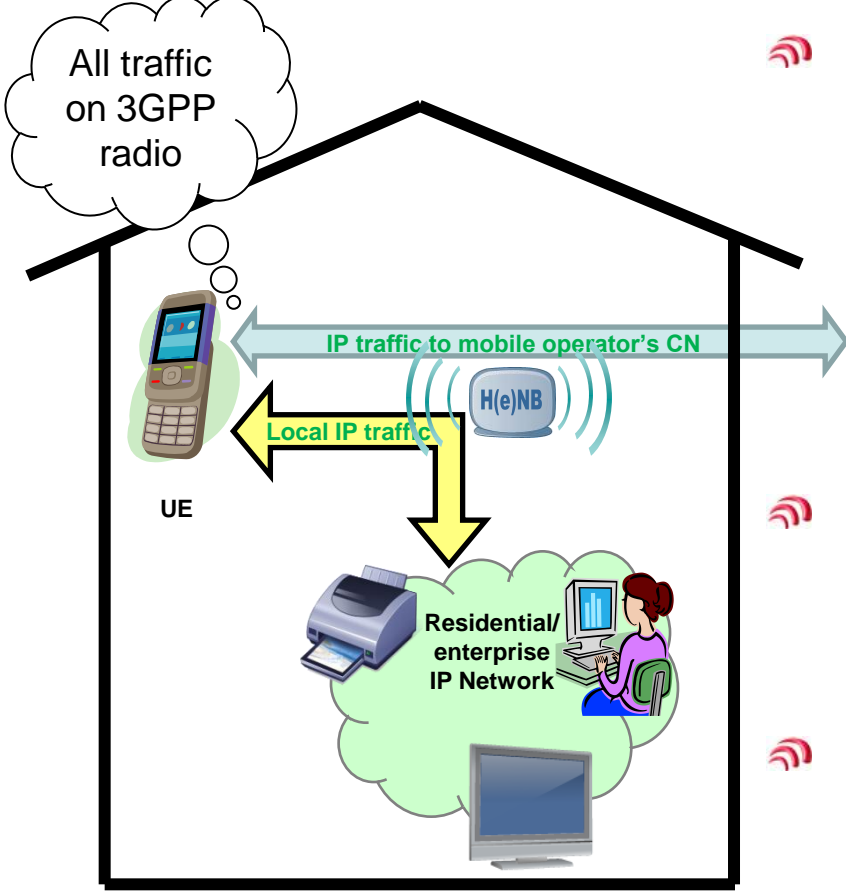 All traffic
on 3GPP
radio
IP traffic to mobile operator's CN
H(e)NB
Local IP traffic
UE
Residential/
enterprise
IP Network